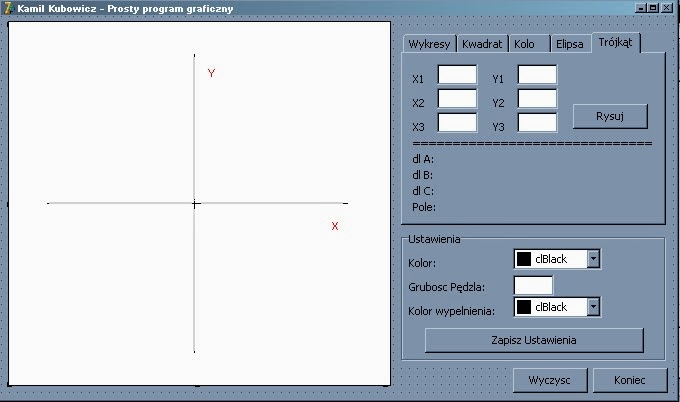 Kamil Kubowicz - Prosty program graficzny
Y
X
Wykresy Kwadrat Kolo Elipsa Trójkąt
X1 Y1
X2 Y2
X3 Y3
Rysuj
==============================
dl A:
dl B:
dl C:
Pole:
Ustawienia
Kolor: clBlack
Grubosc Pędzla:
Kolor wypelnienia: clBlack
Zapisz Ustawienia
Wyczysc Koniec